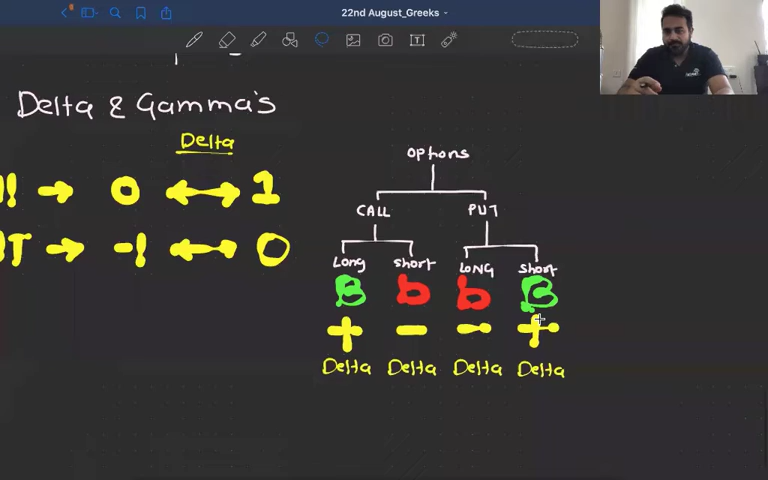 22nd August_Greeks
Delta & Gamma's
Delta
→ 0 ↔ 1
→ -1 ↔ 0
Options
CALL PUT
Long short LONG short
B b b B
+ - - +
Delta Delta Delta Delta